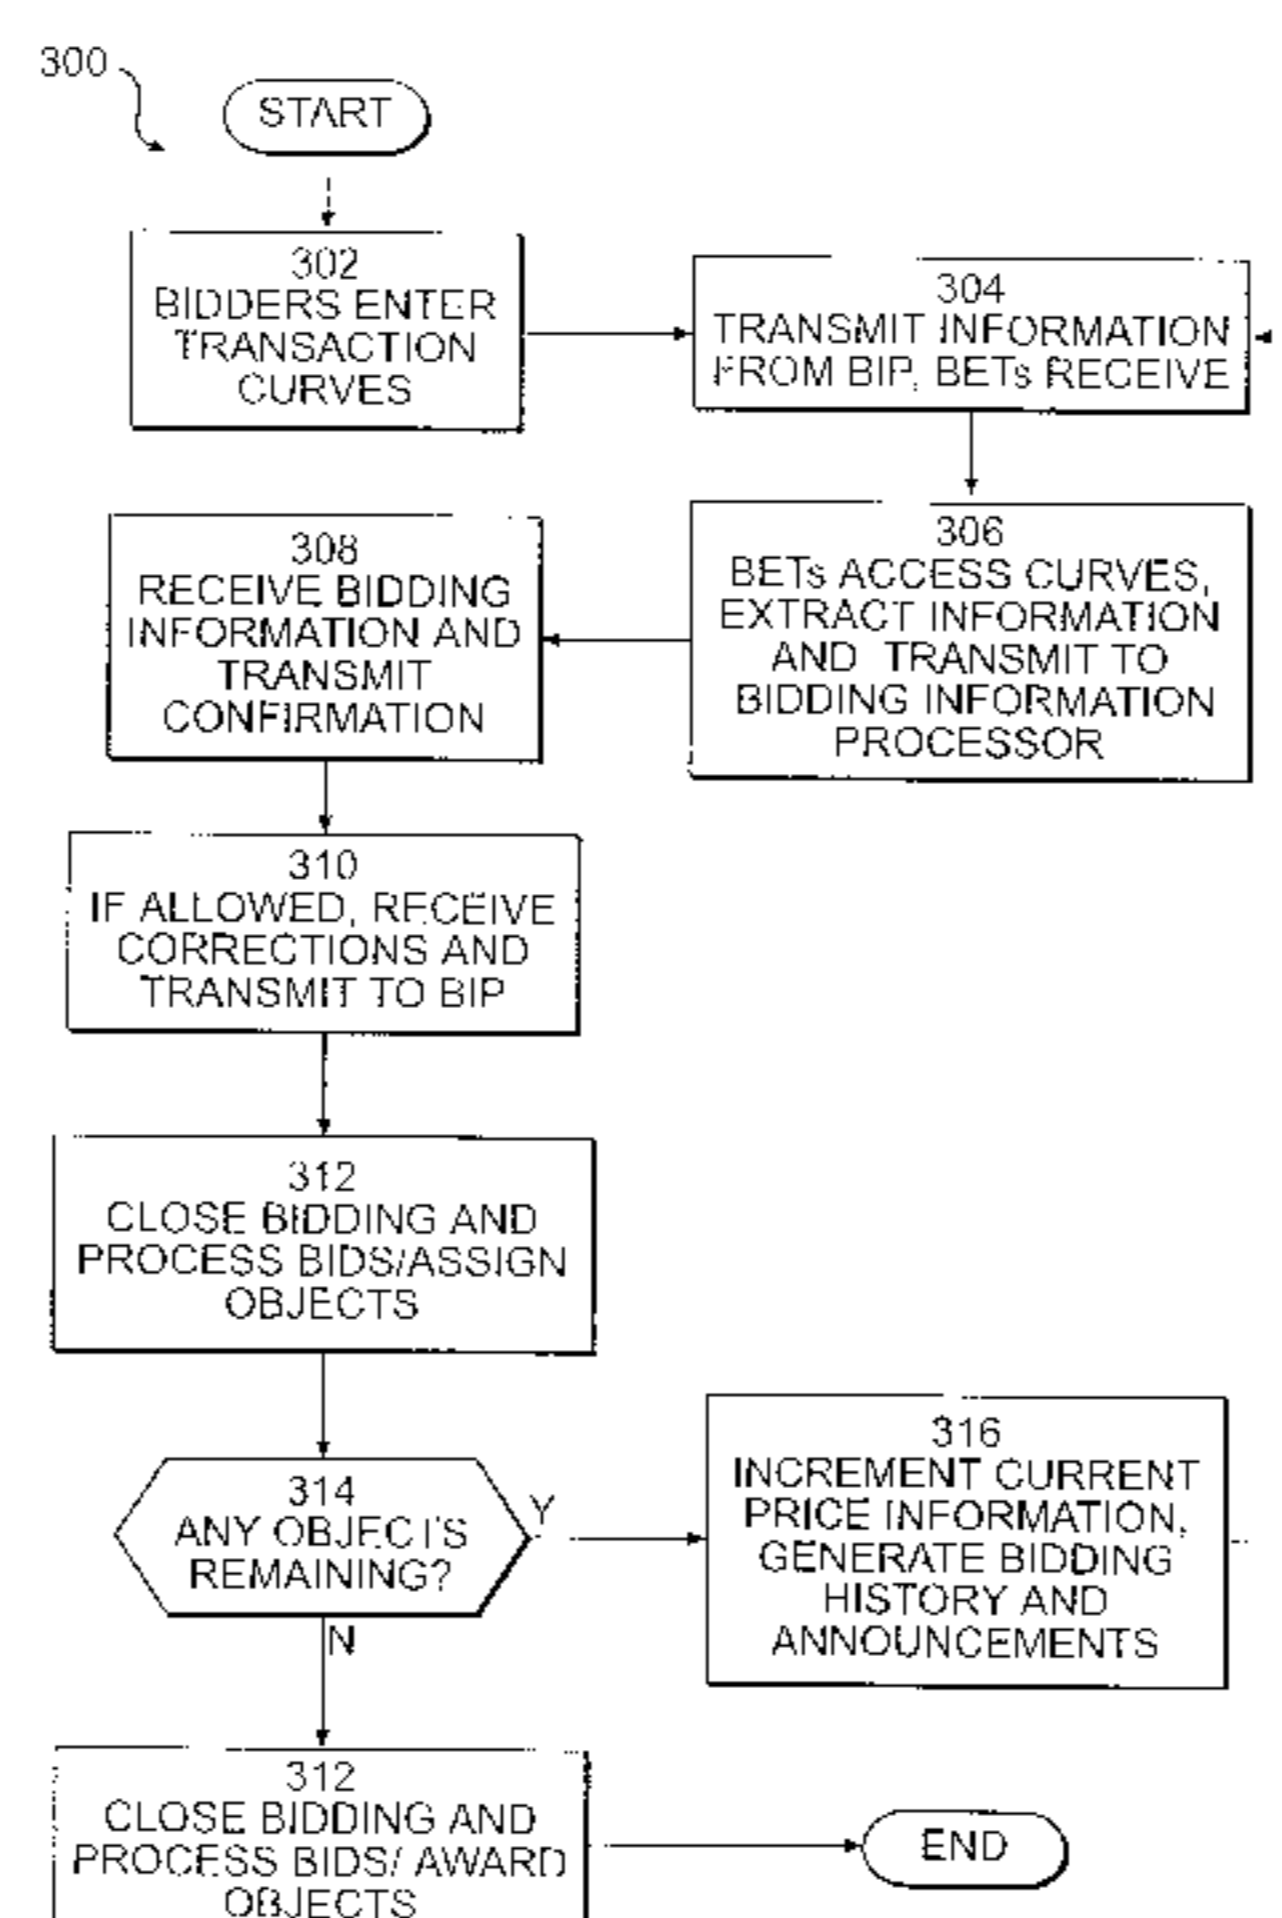 300
START
302
BIDDERS ENTER
TRANSACTION
CURVES
304
TRANSMIT INFORMATION
FROM BIP, BETs RECEIVE
306
BETs ACCESS CURVES,
EXTRACT INFORMATION
AND TRANSMIT TO
BIDDING INFORMATION
PROCESSOR
308
RECEIVE BIDDING
INFORMATION AND
TRANSMIT
CONFIRMATION
310
IF ALLOWED, RECEIVE
CORRECTIONS AND
TRANSMIT TO BIP
312
CLOSE BIDDING AND
PROCESS BIDS/ASSIGN
OBJECTS
314
ANY OBJECTS
REMAINING?
Y
N
316
INCREMENT CURRENT
PRICE INFORMATION,
GENERATE BIDDING
HISTORY AND
ANNOUNCEMENTS
312
CLOSE BIDDING AND
PROCESS BIDS/ AWARD
OBJECTS
END